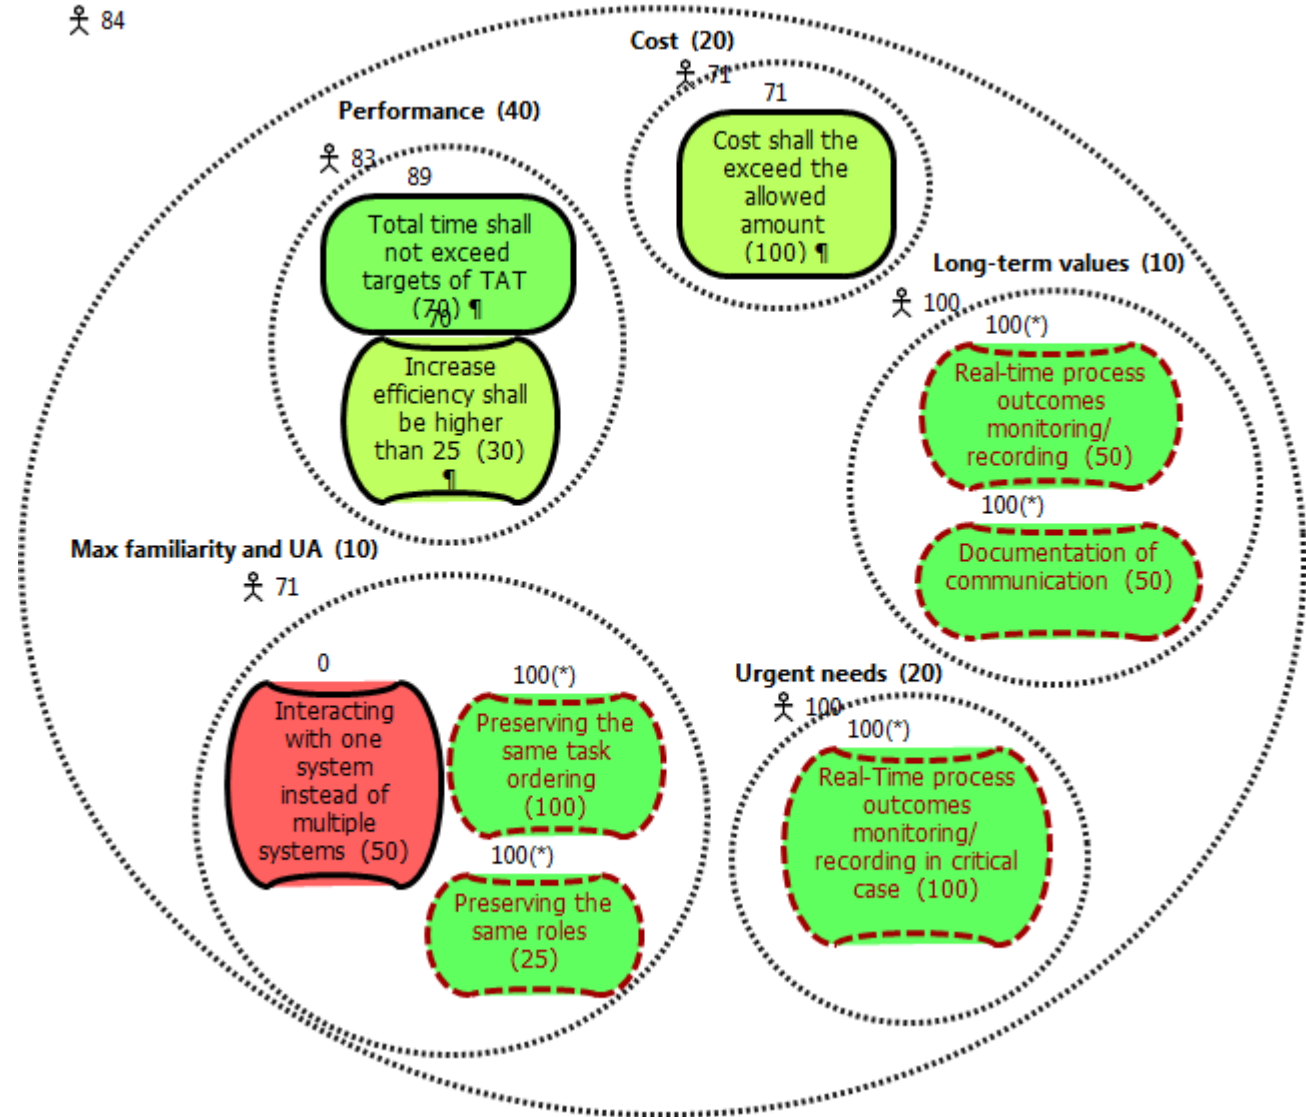 84
Cost (20)
71
71
Cost shall the
exceed the
allowed
amount
(100) ¶
Performance (40)
83
89
Total time shall
not exceed
targets of TAT
(70) ¶
70
Increase
efficiency shall
be higher
than 25 (30)
¶
Long-term values (10)
100
100(*)
Real-time process
outcomes
monitoring/
recording (50)
100(*)
Documentation of
communication (50)
Max familiarity and UA (10)
71
0
Interacting
with one
system
instead of
multiple
systems (50)
100(*)
Preserving the
same task
ordering
(100)
100(*)
Preserving the
same roles
(25)
Urgent needs (20)
100
100(*)
Real-Time process
outcomes
monitoring/
recording in critical
case (100)